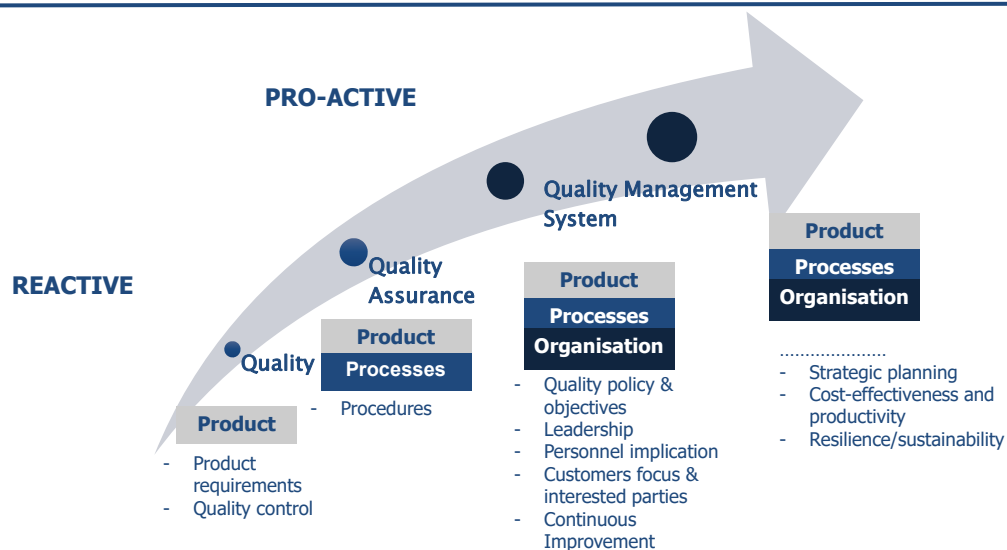 PRO-ACTIVE
REACTIVE
Quality
Product
- Product
requirements
- Quality control
Quality
Assurance
Product
Processes
- Procedures
Quality Management
System
Product
Processes
Organisation
- Quality policy &
objectives
- Leadership
- Personnel implication
- Customers focus &
interested parties
- Continuous
Improvement
Product
Processes
Organisation
.....................
- Strategic planning
- Cost-effectiveness and
productivity
- Resilience/sustainability